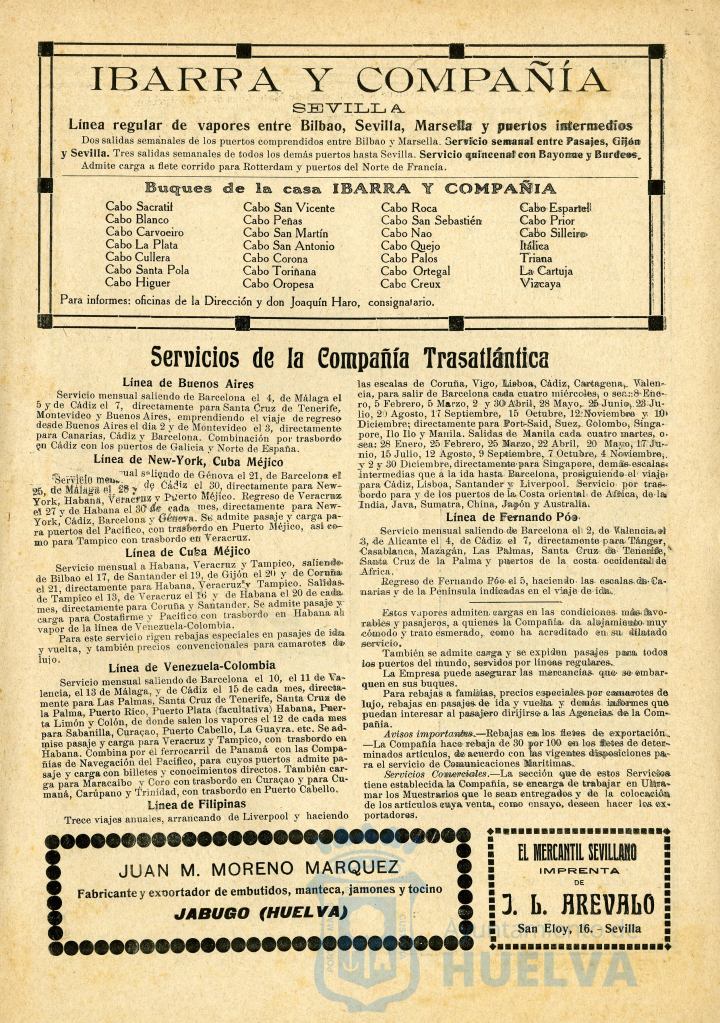 IBARRA Y COMPAÑÍA
SEVILLA
Línea regular de vapores entre Bilbao, Sevilla, Marsella y puertos intermedios
Dos salidas semanales de los puertos comprendidos entre Bilbao y Marsella. Servicio semanal entre Pasajes, Gijón
y Sevilla. Tres salidas semanales de todos los demás puertos hasta Sevilla. Servicio quincenal con Bayonne y Burdeos.
Admite carga a flete corrido para Rotterdam y puertos del Norte de Francia.
Buques de la casa IBARRA Y COMPAÑIA
Cabo Sacratif
Cabo Blanco
Cabo Carvoeiro
Cabo La Plata
Cabo Cullera
Cabo Santa Pola
Cabo Higuer
Cabo San Vicente
Cabo Peñas
Cabo San Martín
Cabo San Antonio
Cabo Corona
Cabo Toriñana
Cabo Oropesa
Cabo Roca
Cabo San Sebastián
Cabo Nao
Cabo Quejo
Cabo Palos
Cabo Ortegal
Cabo Creux
Cabo Espartel
Cabo Prior
Cabo Silleiro
Itálica
Triana
La Cartuja
Vizcaya
Para informes: oficinas de la Dirección y don Joaquín Haro, consignatario.
Servicios de la Compañía Trasatlántica
Línea de Buenos Aires
Servicio mensual saliendo de Barcelona el 4, de Málaga el
5 y de Cádiz el 7, directamente para Santa Cruz de Tenerife,
Montevideo y Buenos Aires, emprendiendo el viaje de regreso
desde Buenos Aires el dia 2 y de Montevideo el 3, directamente
para Canarias, Cádiz y Barcelona. Combinación por trasbordo
en Cádiz con los puertos de Galicia y Norte de España.
Línea de New-York, Cuba Méjico
Servicio mensual saliendo de Génova el 21, de Barcelona el
25, de Málaga el 28 y de Cádiz el 30, directamente para New-
York, Habana, Veracruz y Puerto Méjico. Regreso de Veracruz
el 27 y de Habana el 30 de cada mes, directamente para New-
York, Cádiz, Barcelona y Génova. Se admite pasaje y carga pa-
ra puertos del Pacífico, con trasbordo en Puerto Méjico, así co-
mo para Tampico con trasbordo en Veracruz.
Línea de Cuba Méjico
Servicio mensual a Habana, Veracruz y Tampico, saliendo
de Bilbao el 17, de Santander el 19, de Gijón el 20 y de Coruña
el 21, directamente para Habana, Veracruz y Tampico. Salidas
de Tampico el 13, de Veracruz el 16 y de Habana el 20 de cada
mes, directamente para Coruña y Santander. Se admite pasaje y
carga para Costafirme y Pacífico con trasbordo en Habana al
vapor de la línea de Venezuela-Colombia.
Para este servicio rigen rebajas especiales en pasajes de ida
y vuelta, y también precios convencionales para camarotes de
lujo.
Línea de Venezuela-Colombia
Servicio mensual saliendo de Barcelona el 10, el 11 de Va-
lencia, el 13 de Málaga, y de Cádiz el 15 de cada mes, directa-
mente para Las Palmas, Santa Cruz de Tenerife, Santa Cruz de
la Palma, Puerto Rico, Puerto Plata (facultativa) Habana, Puer-
ta Limón y Colón, de donde salen los vapores el 12 de cada mes
para Sabanilla, Curaçao, Puerto Cabello, La Guayra. etc. Se ad-
mise pasaje y carga para Veracruz y Tampico, con trasbordo en
Habana. Combina por el ferrocarril de Panamá con las Compa-
ñías de Navegación del Pacífico, para cuyos puertos admite pa-
saje y carga con billetes y conocimientos directos. También car-
ga para Maracaibo y Coro con trasbordo en Curaçao y para Cu-
maná, Carúpano y Trinidad, con trasbordo en Puerto Cabello.
Línea de Filipinas
Trece viajes anuales, arrancando de Liverpool y haciendo
las escalas de Coruña, Vigo, Lisboa, Cádiz, Cartagena, Valen-
cia, para salir de Barcelona cada cuatro miércoles, o sea: 8 Ene-
ro, 5 Febrero, 5 Marzo, 2 y 30 Abril, 28 Mayo, 25 Junio, 23 Ju-
lio, 20 Agosto, 17 Septiembre, 15 Octubre, 12 Noviembre y 10
Diciembre; directamente para Port-Said, Suez, Colombo, Singa-
pore, Ilo Ilo y Manila. Salidas de Manila cada cuatro martes, o
sea: 28 Enero, 25 Febrero, 25 Marzo, 22 Abril, 20 Mayo, 17 Ju-
nio, 15 Julio, 12 Agosto, 9 Septiembre, 7 Octubre, 4 Noviembre,
y 2 y 30 Diciembre, directamente para Singapore, demás escalas
intermedias que a la ida hasta Barcelona, prosiguiendo el viaje
para Cádiz, Lisboa, Santander y Liverpool. Servicio por tras-
bordo para y de los puertos de la Costa oriental de Africa, de la
India, Java, Sumatra, China, Japón y Australia.
Línea de Fernando Póo
Servicio mensual saliendo de Barcelona el 2, de Valencia el
3, de Alicante el 4, de Cádiz el 7, directamente para Tánger,
Casablanca, Mazagán, Las Palmas, Santa Cruz de Tenerife,
Santa Cruz de la Palma y puertos de la costa occidental de
Africa.
Regreso de Fernando Póo el 5, haciendo las escalas de Ca-
narias y de la Península indicadas en el viaje de ida.
Estos vapores admiten cargas en las condiciones más favo-
rables y pasajeros, a quienes la Compañía da alojamiento muy
cómodo y trato esmerado, como ha acreditado en su dilatado
servicio.
También se admite carga y se expiden pasajes para todos
los puertos del mundo, servidos por líneas regulares.
La Empresa puede asegurar las mercancías que se embar-
quen en sus buques.
Para rebajas a familias, precios especiales por camarotes de
lujo, rebajas en pasajes de ida y vuelta y demás informes que
puedan interesar al pasajero dirigirse a las Agencias de la Com-
pañía.
Avisos importantes.—Rebajas en los fletes de exportación.
—La Compañía hace rebaja de 30 por 100 en los fletes de deter-
minados artículos, de acuerdo con las vigentes disposiciones pa-
ra el servicio de Comunicaciones Marítimas.
Servicios Comerciales.—La sección que de estos Servicios
tiene establecida la Compañía, se encarga de trabajar en Ultra-
mar los Muestrarios que le sean entregados y de la colocación
de los artículos cuya venta, como ensayo, deseen hacer los ex-
portadores.
JUAN M. MORENO MARQUEZ
Fabricante y exportador de embutidos, manteca, jamones y tocino
JABUGO (HUELVA)
EL MERCANTIL SEVILLANO
IMPRENTA
DE
J. L. AREVALO
San Eloy, 16. - Sevilla
HUELVA